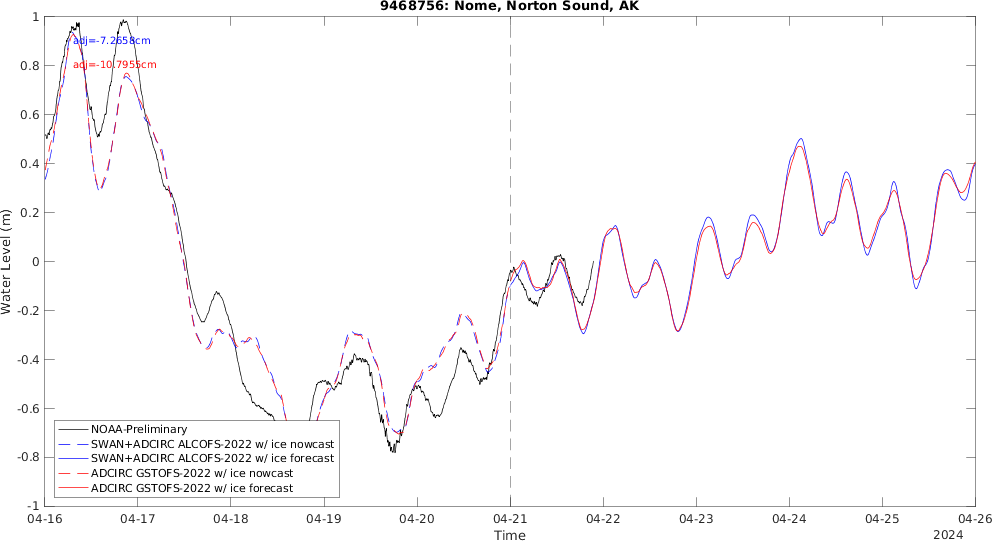 9468756: Nome, Norton Sound, AK
adj=-7.2658cm
adj=-10.7955cm
Water Level (m)
1
0.8
0.6
0.4
0.2
0
-0.2
-0.4
-0.6
-0.8
-1
NOAA-Preliminary
SWAN+ADCIRC ALCOFS-2022 w/ ice nowcast
SWAN+ADCIRC ALCOFS-2022 w/ ice forecast
ADCIRC GSTOFS-2022 w/ ice nowcast
ADCIRC GSTOFS-2022 w/ ice forecast
04-16 04-17 04-18 04-19 04-20 04-21 04-22 04-23 04-24 04-25 04-26
Time
2024